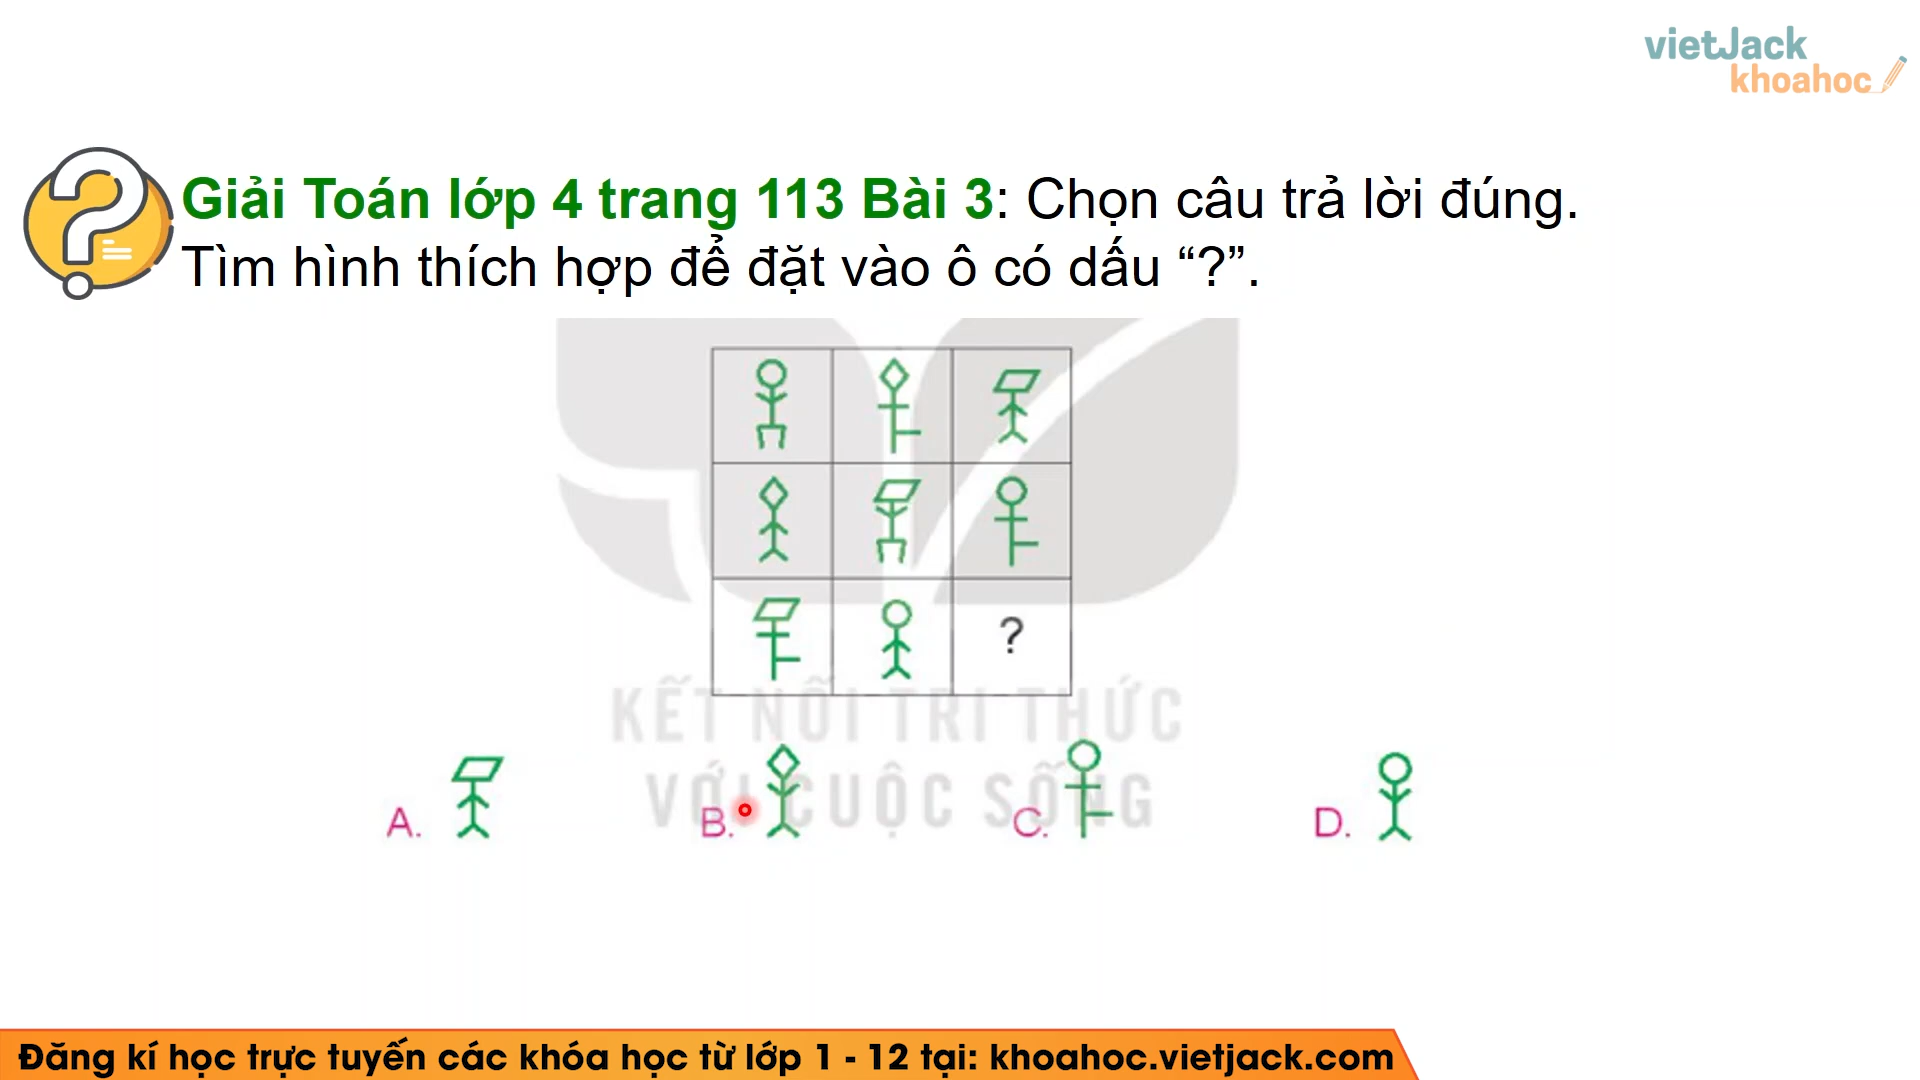 vietJack
khoahoc
Giải Toán lớp 4 trang 113 Bài 3: Chọn câu trả lời đúng.
Tìm hình thích hợp để đặt vào ô có dấu “?”.
?
KẾT NỐI TRI THỨC
VỚI CUỘC SỐNG
A. B. C. D.
Đăng kí học trực tuyến các khóa học từ lớp 1 - 12 tại: khoahoc.vietjack.com